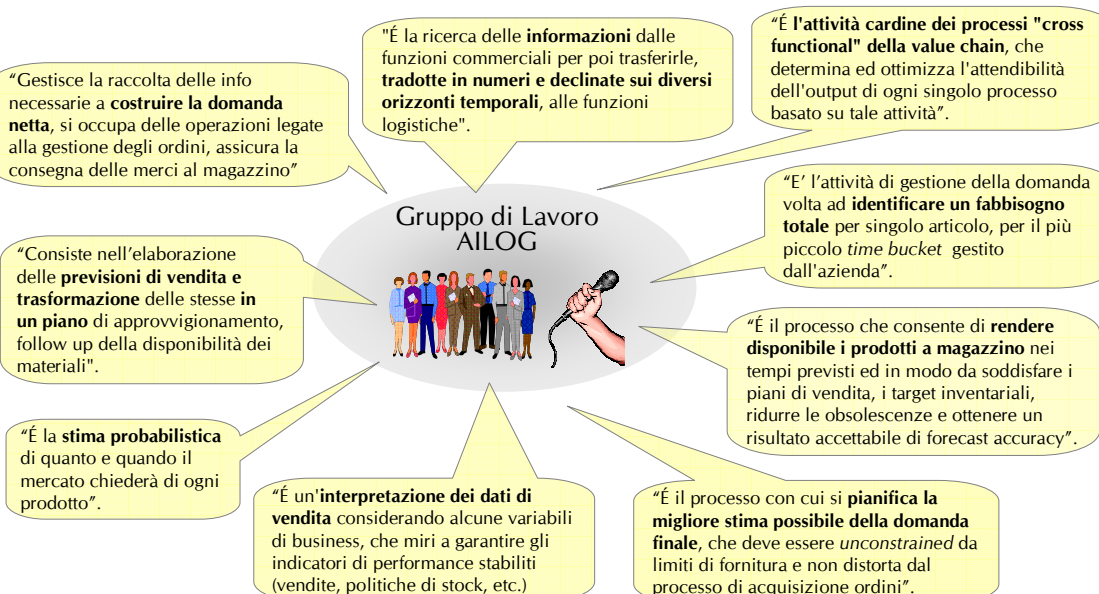 "É la ricerca delle informazioni dalle
funzioni commerciali per poi trasferirle,
tradotte in numeri e declinate sui diversi
orizzonti temporali, alle funzioni
logistiche".
“É l'attività cardine dei processi "cross
functional" della value chain, che
determina ed ottimizza l'attendibilità
dell'output di ogni singolo processo
basato su tale attività”.
“Gestisce la raccolta delle info
necessarie a costruire la domanda
netta, si occupa delle operazioni legate
alla gestione degli ordini, assicura la
consegna delle merci al magazzino”
“E’ l’attività di gestione della domanda
volta ad identificare un fabbisogno
totale per singolo articolo, per il più
piccolo time bucket gestito
dall'azienda”.
Gruppo di Lavoro
AILOG
“Consiste nell’elaborazione
delle previsioni di vendita e
trasformazione delle stesse in
un piano di approvvigionamento,
follow up della disponibilità dei
materiali".
“É il processo che consente di rendere
disponibile i prodotti a magazzino nei
tempi previsti ed in modo da soddisfare i
piani di vendita, i target inventariali,
ridurre le obsolescenze e ottenere un
risultato accettabile di forecast accuracy”.
“É la stima probabilistica
di quanto e quando il
mercato chiederà di ogni
prodotto”.
“É un'interpretazione dei dati di
vendita considerando alcune variabili
di business, che miri a garantire gli
indicatori di performance stabiliti
(vendite, politiche di stock, etc.)
“É il processo con cui si pianifica la
migliore stima possibile della domanda
finale, che deve essere unconstrained da
limiti di fornitura e non distorta dal
processo di acquisizione ordini”.